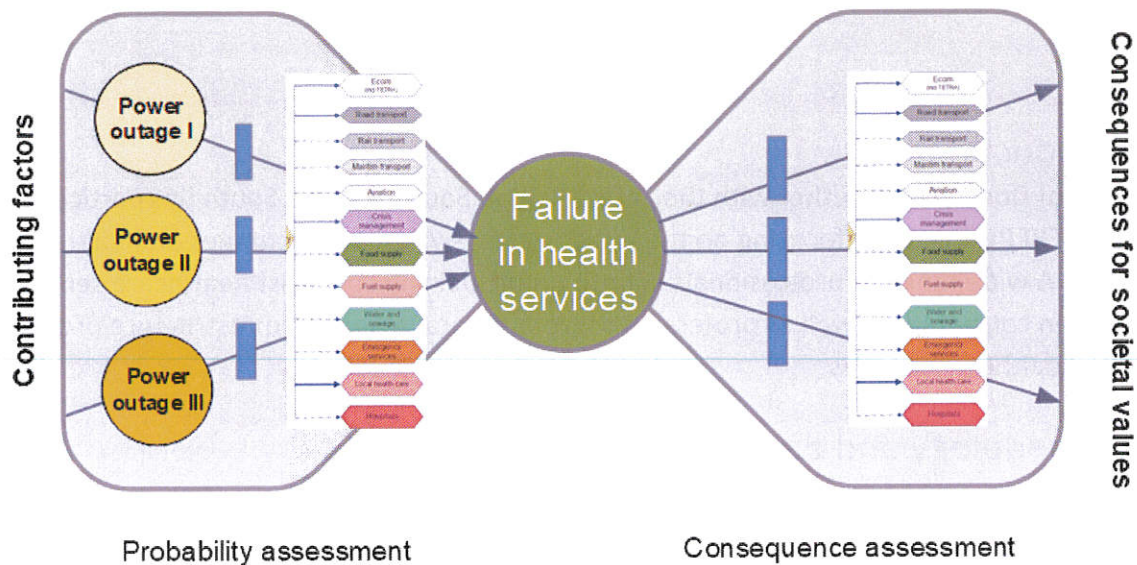 Contributing factors
Power
outage I
Power
outage II
Power
outage III
Ecom
Road transport
Rail transport
Maritim transport
Aviation
Crisis
management
Food supply
Fuel supply
Water and
sewage
Emergency
services
Local health care
Hospitals
Failure
in health
services
Ecom
Road transport
Rail transport
Maritim transport
Aviation
Crisis
management
Food supply
Fuel supply
Water and
sewage
Emergency
services
Local health care
Hospitals
Consequences for societal values
Probability assessment
Consequence assessment